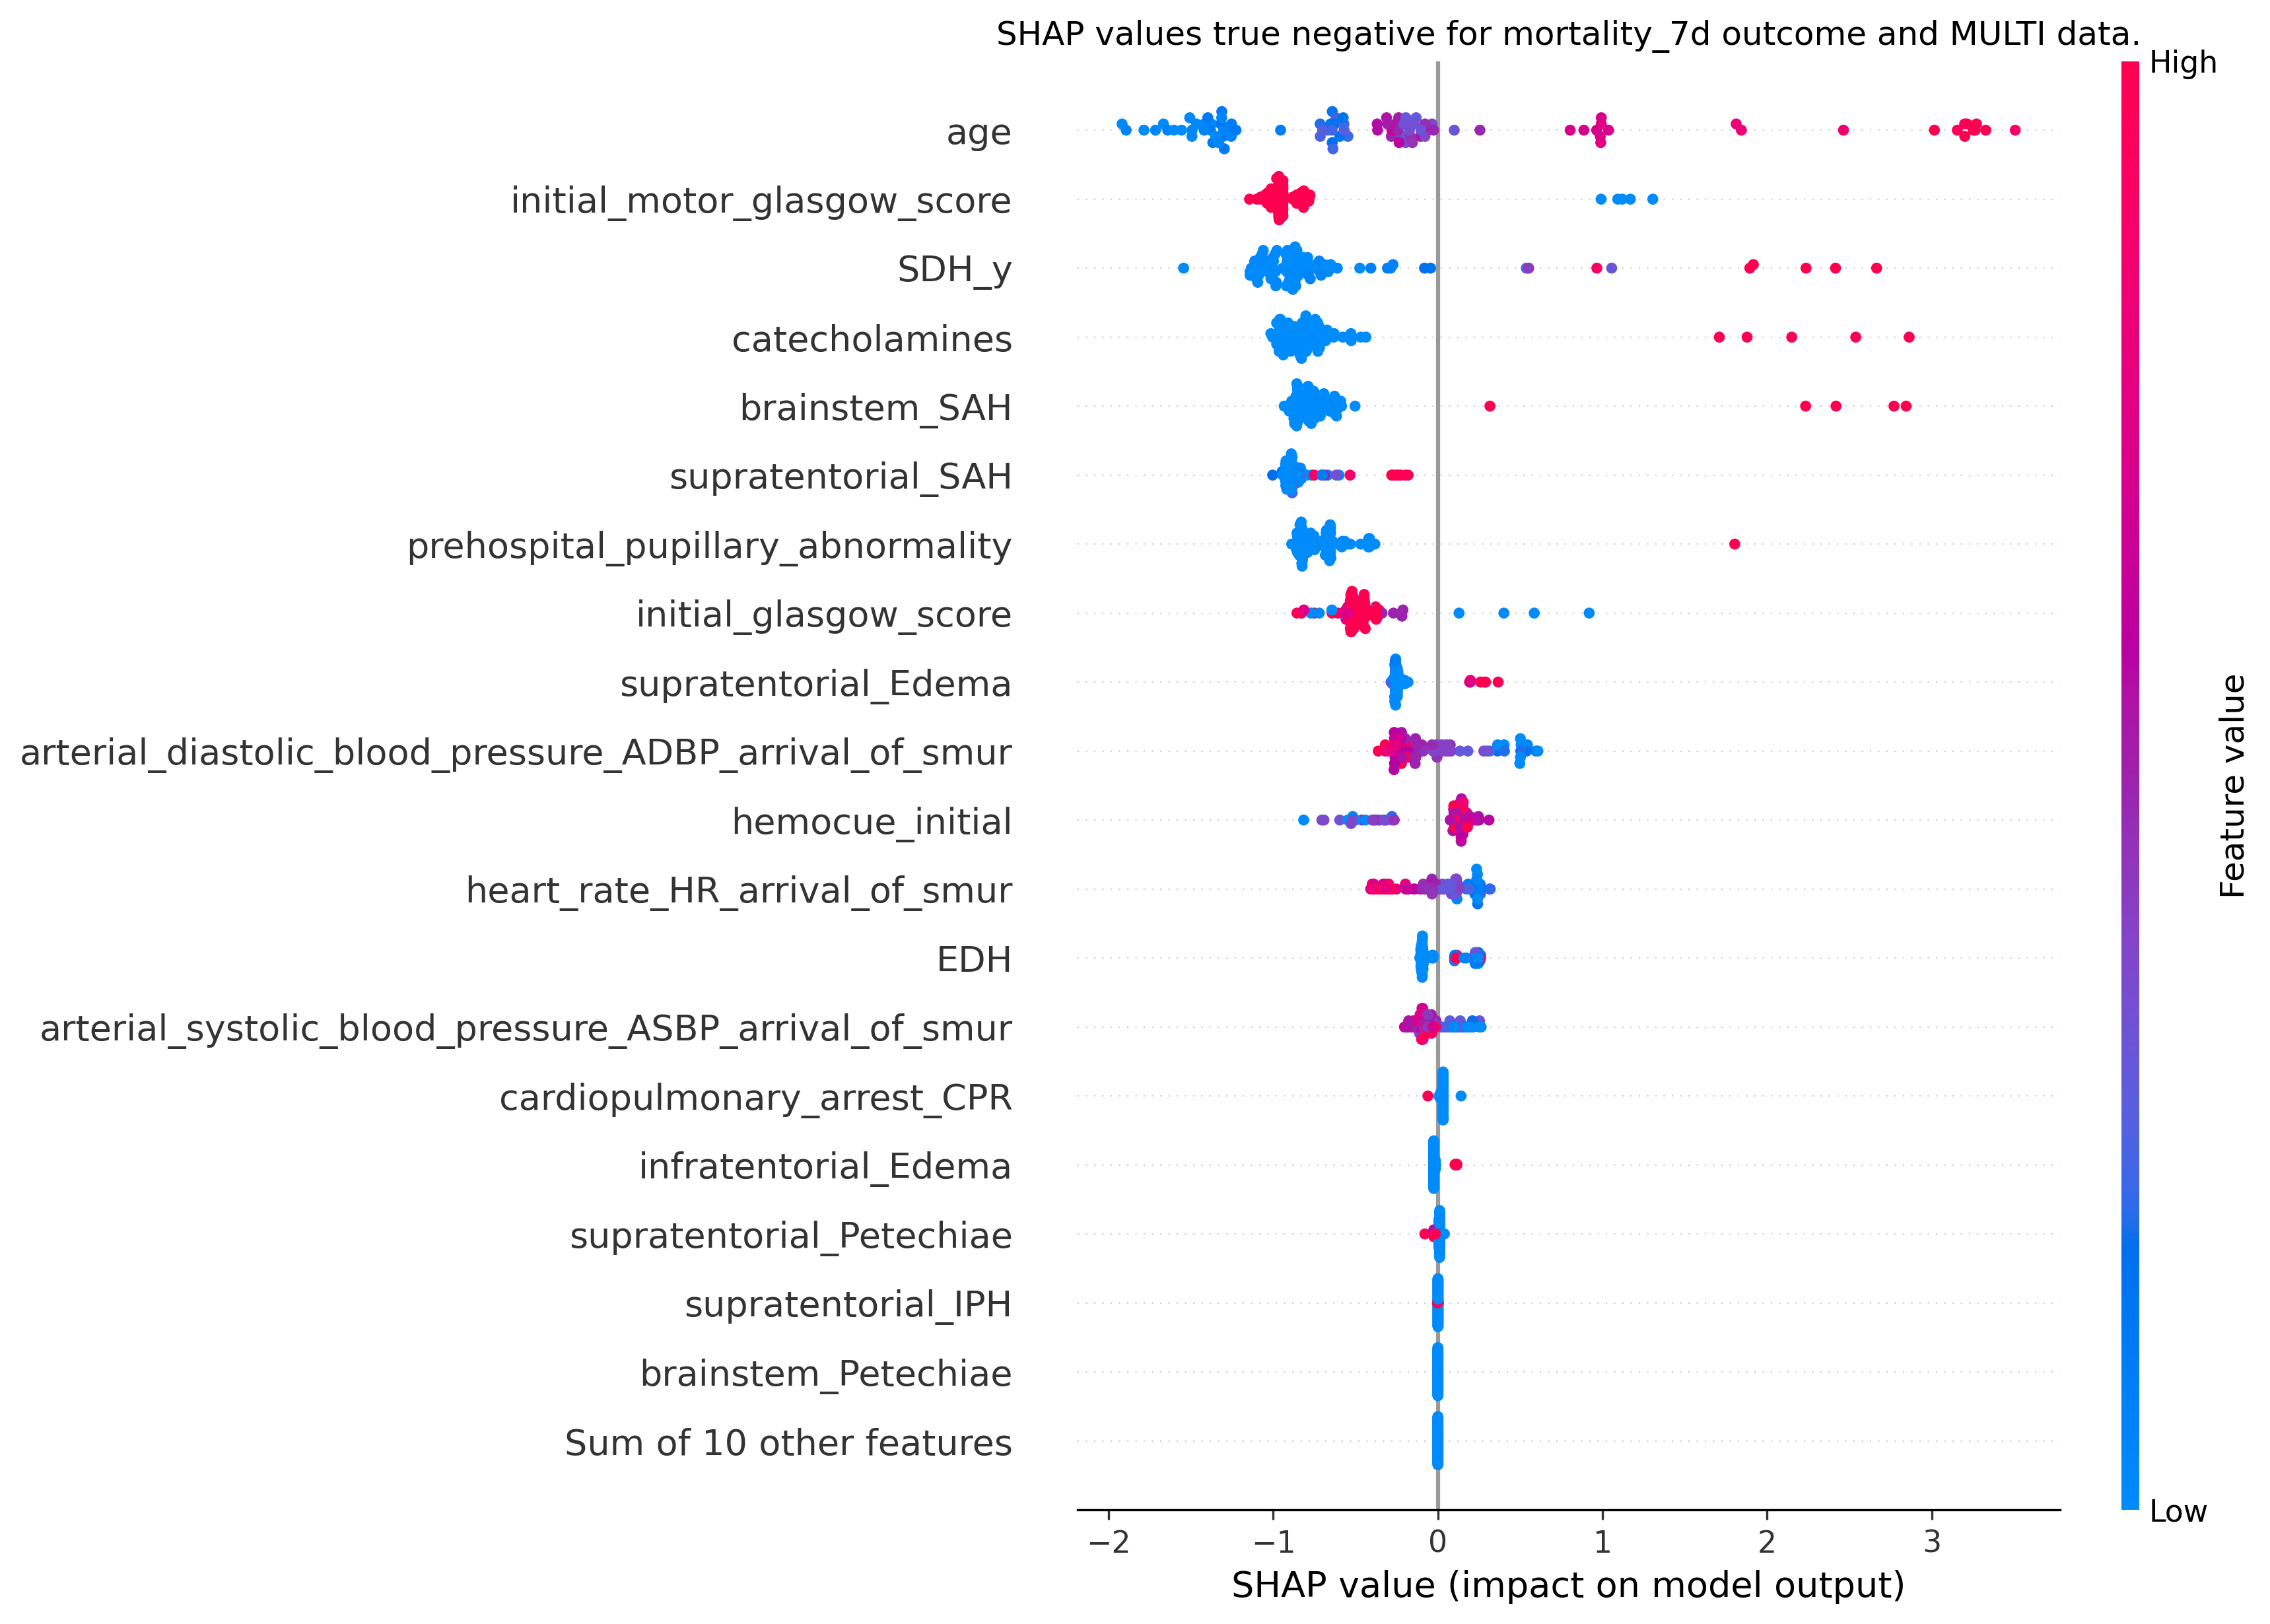 SHAP values true negative for mortality_7d outcome and MULTI data.
High
age
initial_motor_glasgow_score
SDH_y
catecholamines
brainstem_SAH
supratentorial_SAH
prehospital_pupillary_abnormality
initial_glasgow_score
supratentorial_Edema
arterial_diastolic_blood_pressure_ADBP_arrival_of_smur
hemocue_initial
heart_rate_HR_arrival_of_smur
EDH
arterial_systolic_blood_pressure_ASBP_arrival_of_smur
cardiopulmonary_arrest_CPR
infratentorial_Edema
supratentorial_Petechiae
supratentorial_IPH
brainstem_Petechiae
Sum of 10 other features
Feature value
Low
−2 −1 0 1 2 3
SHAP value (impact on model output)